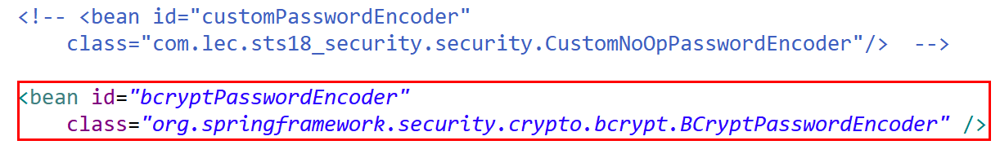 <!-- <bean id="customPasswordEncoder"
class="com.lec.sts18_security.security.CustomNoOpPasswordEncoder"/>  -->
<bean id="bcryptPasswordEncoder"
class="org.springframework.security.crypto.bcrypt.BCryptPasswordEncoder" />